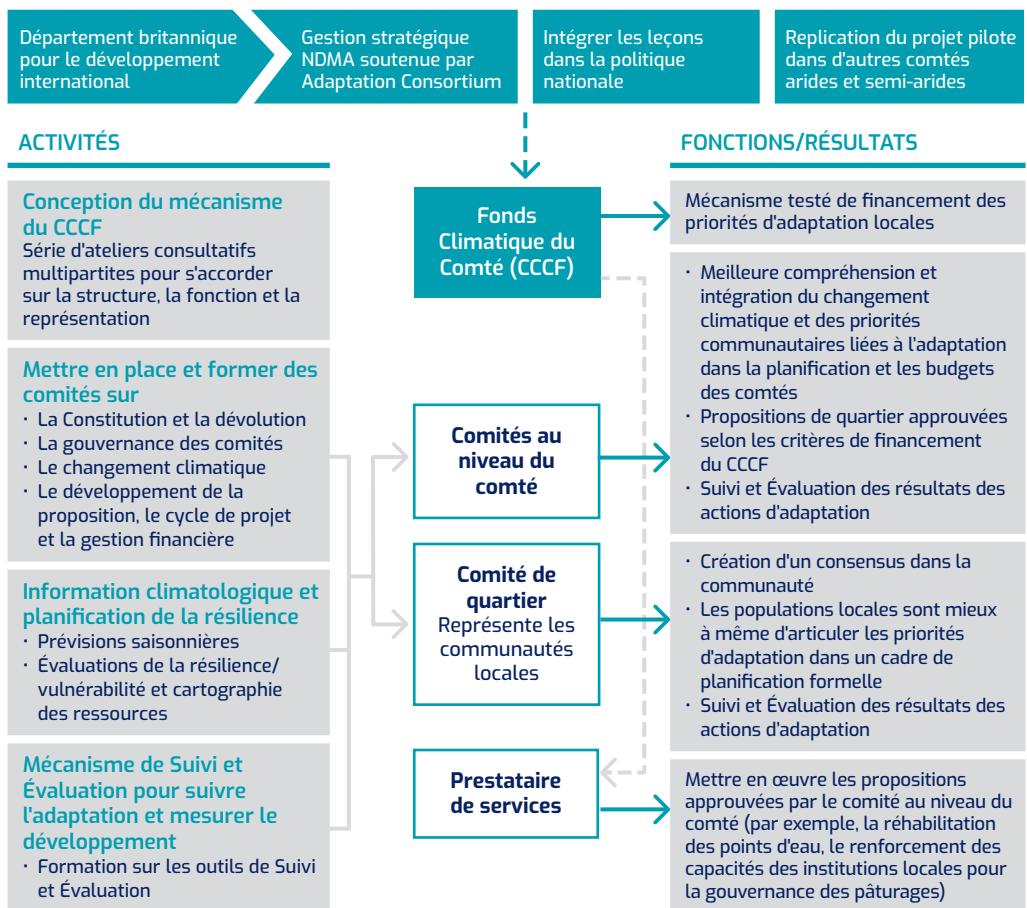 Département britannique
pour le développement
international
Gestion stratégique
NDMA soutenue par
Adaptation Consortium
Intégrer les leçons
dans la politique
nationale
Replication du projet pilote
dans d'autres comtés
arides et semi-arides
ACTIVITÉS
Conception du mécanisme
du CCCF
Série d'ateliers consultatifs
multipartites pour s'accorder
sur la structure, la fonction et la
représentation
Mettre en place et former des
comités sur
· La Constitution et la dévolution
· La gouvernance des comités
· Le changement climatique
· Le développement de la
proposition, le cycle de projet
et la gestion financière
Information climatologique et
planification de la résilience
· Prévisions saisonnières
· Évaluations de la résilience/
vulnérabilité et cartographie
des ressources
Mécanisme de Suivi et
Évaluation pour suivre
l'adaptation et mesurer le
développement
· Formation sur les outils de Suivi
et Évaluation
Fonds
Climatique du
Comté (CCCF)
Comités au
niveau du
comté
Comité de
quartier
Représente les
communautés
locales
Prestataire
de services
FONCTIONS/RÉSULTATS
Mécanisme testé de financement des
priorités d'adaptation locales
· Meilleure compréhension et
intégration du changement
climatique et des priorités
communautaires liées à l'adaptation
dans la planification et les budgets
des comtés
· Propositions de quartier approuvées
selon les critères de financement
du CCCF
· Suivi et Évaluation des résultats des
actions d'adaptation
· Création d'un consensus dans la
communauté
· Les populations locales sont mieux
à même d'articuler les priorités
d'adaptation dans un cadre de
planification formelle
· Suivi et Évaluation des résultats des
actions d'adaptation
Mettre en œuvre les propositions
approuvées par le comité au niveau du
comté (par exemple, la réhabilitation
des points d'eau, le renforcement des
capacités des institutions locales pour
la gouvernance des pâturages)